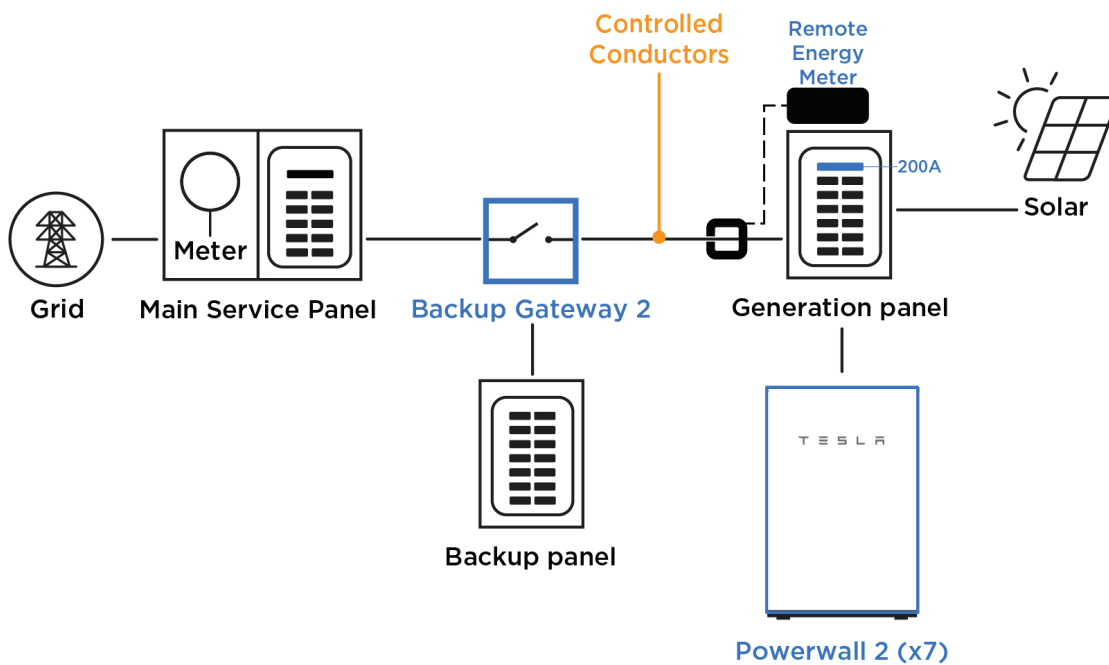 Controlled
Conductors
Remote
Energy
Meter
200A
Solar
Meter
Grid
Main Service Panel
Backup Gateway 2
Generation panel
TESLA
Backup panel
Powerwall 2 (x7)